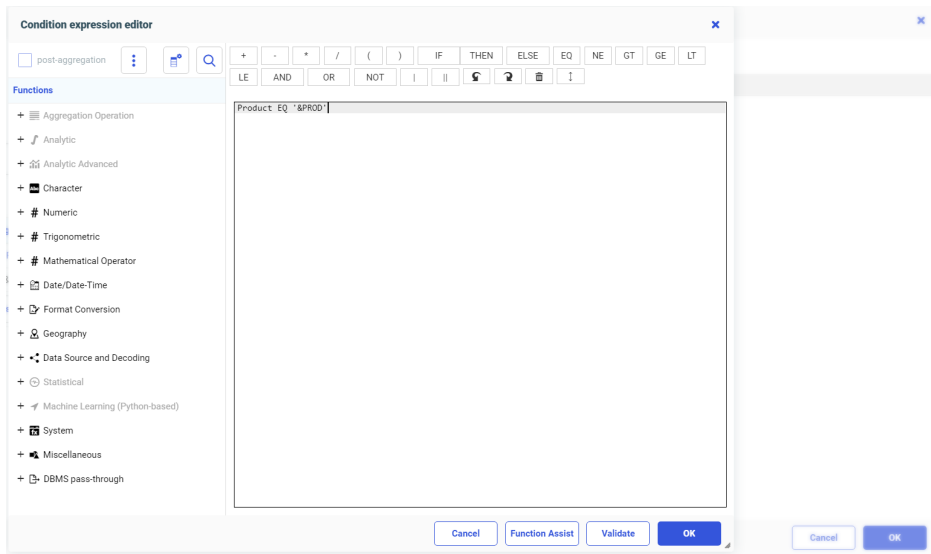 Condition expression editor
post-aggregation
+ - * / ( ) IF THEN ELSE EQ NE GT GE LT
LE AND OR NOT | ||
Functions
Product EQ '&PROD'
+ Aggregation Operation
+ Analytic
+ Analytic Advanced
+ Abc Character
+ # Numeric
+ # Trigonometric
+ # Mathematical Operator
+ Date/Date-Time
+ Format Conversion
+ Geography
+ Data Source and Decoding
+ Statistical
+ Machine Learning (Python-based)
+ fx System
+ Miscellaneous
+ DBMS pass-through
Cancel Function Assist Validate OK
Cancel OK